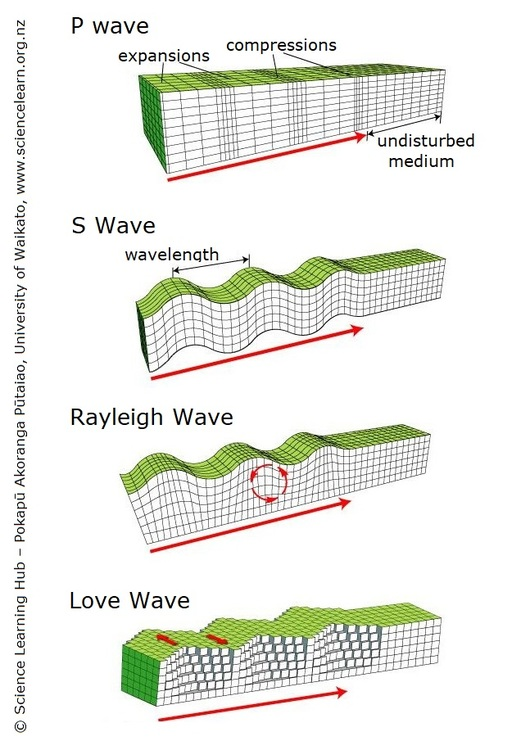 P wave
expansions
compressions
undisturbed
medium
S Wave
wavelength
Rayleigh Wave
Love Wave
© Science Learning Hub – Pokapū Akoranga Pūtaiao, University of Waikato, www.sciencelearn.org.nz